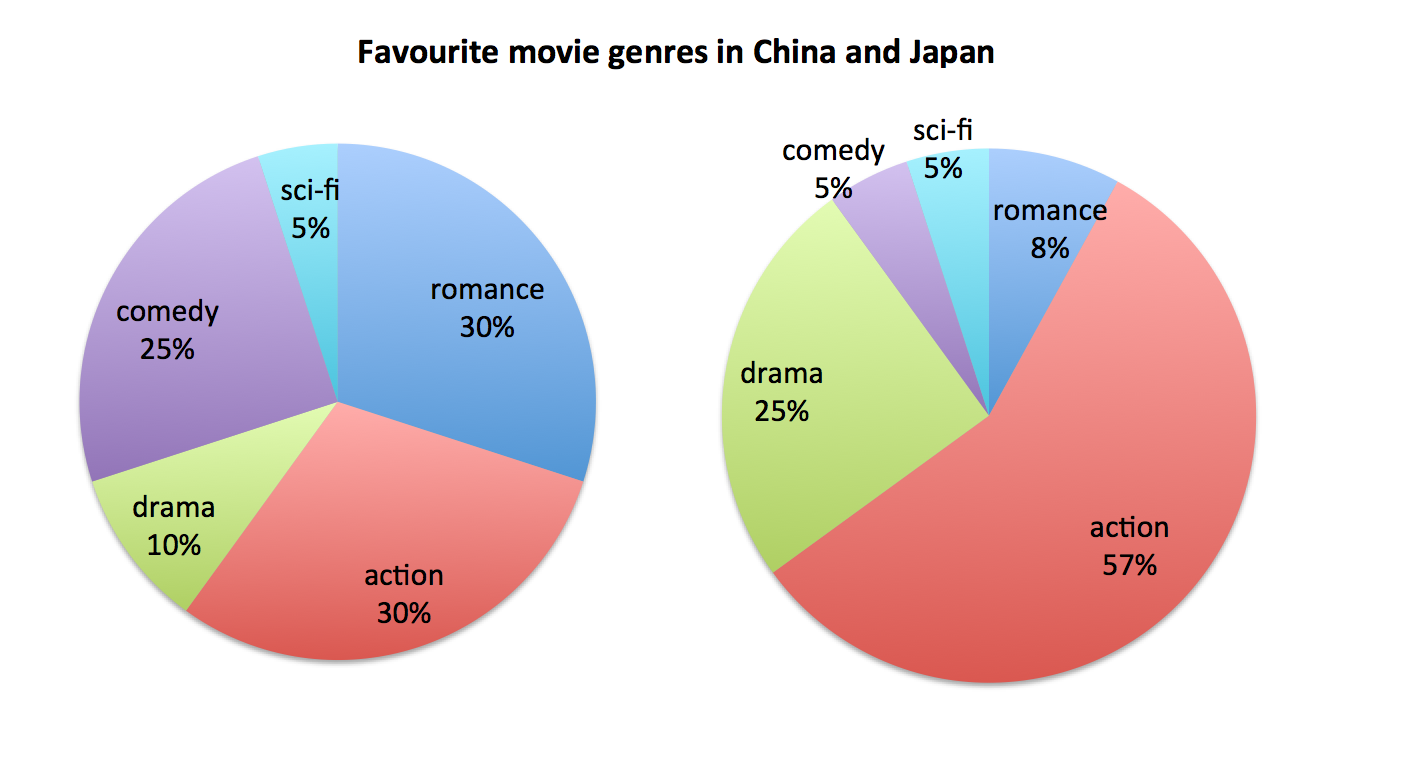 Favourite movie genres in China and Japan
sci-fi
5%
romance
30%
comedy
25%
drama
10%
action
30%
sci-fi
5%
comedy
5%
romance
8%
drama
25%
action
57%